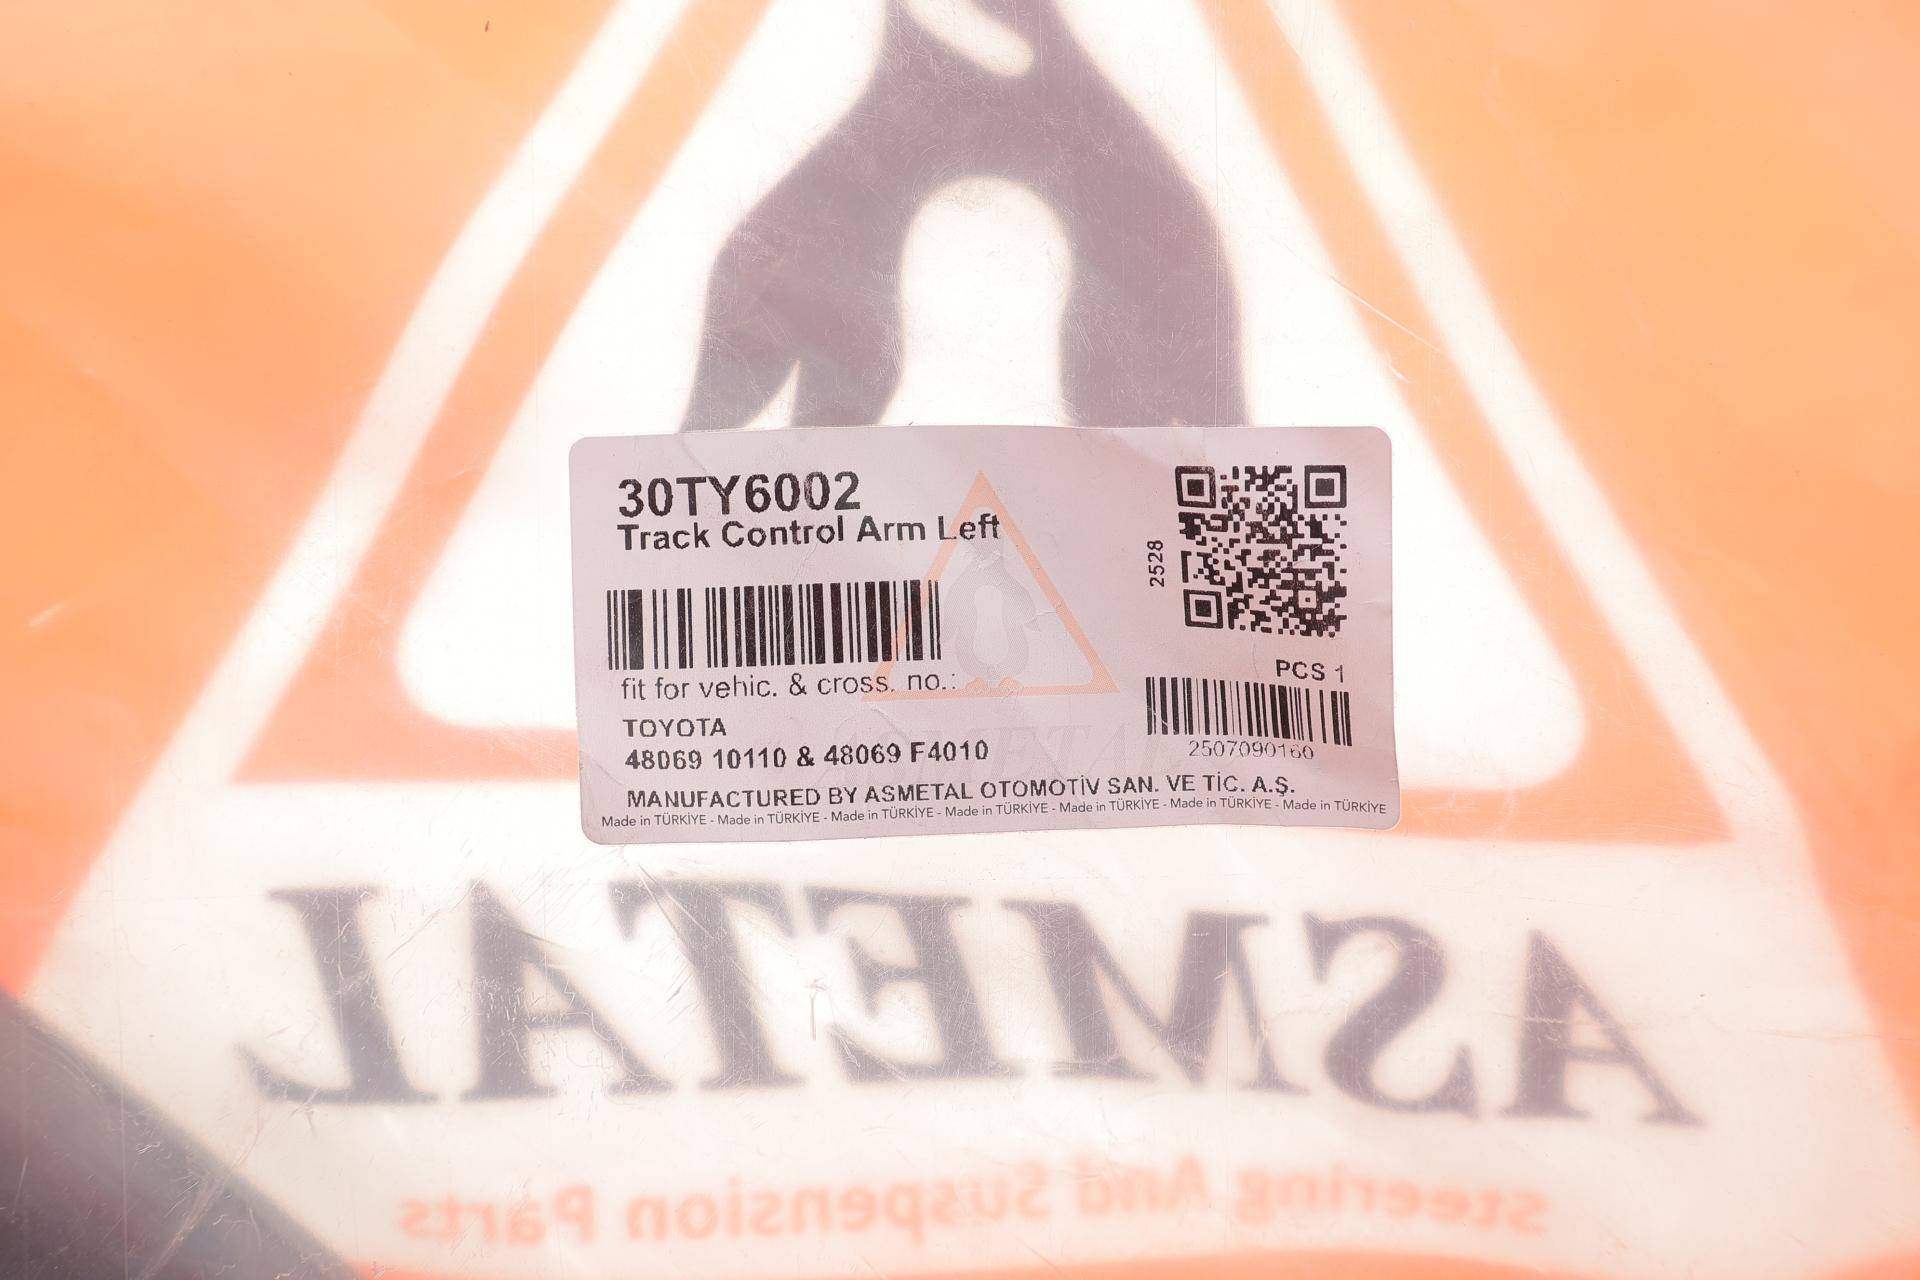 30TY6002
Track Control Arm Left
2528
fit for vehic. & cross. no.:
PCS 1
TOYOTA
2507090160
48069 10110 & 48069 F4010
ASMETAL
MANUFACTURED BY ASMETAL OTOMOTİV SAN. VE TİC. A.Ş.
Made in TÜRKİYE - Made in TÜRKİYE - Made in TÜRKİYE - Made in TÜRKİYE - Made in TÜRKİYE - Made in TÜRKİYE - Made in TÜRKİYE
ASMETAL
Steering And Suspension Parts